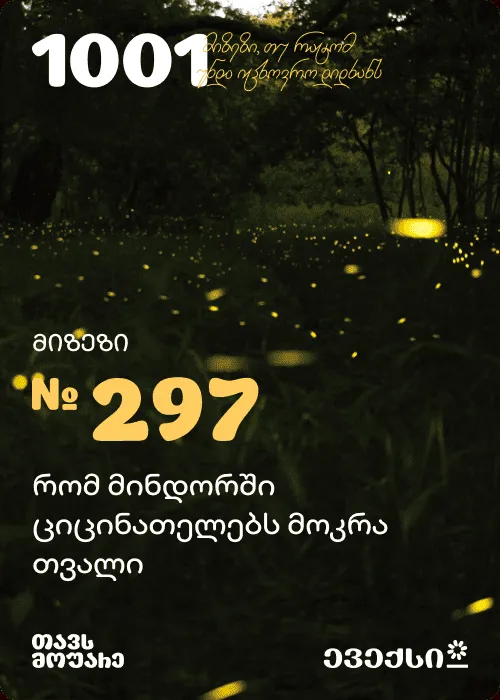 1001 მიზეზი, თუ რატომ
უნდა იცხოვრო დიდხანს
მიზეზი
№ 297
რომ მინდორში
ციცინათელებს მოკრა
თვალი
თავს
მოუარე
ევექსი